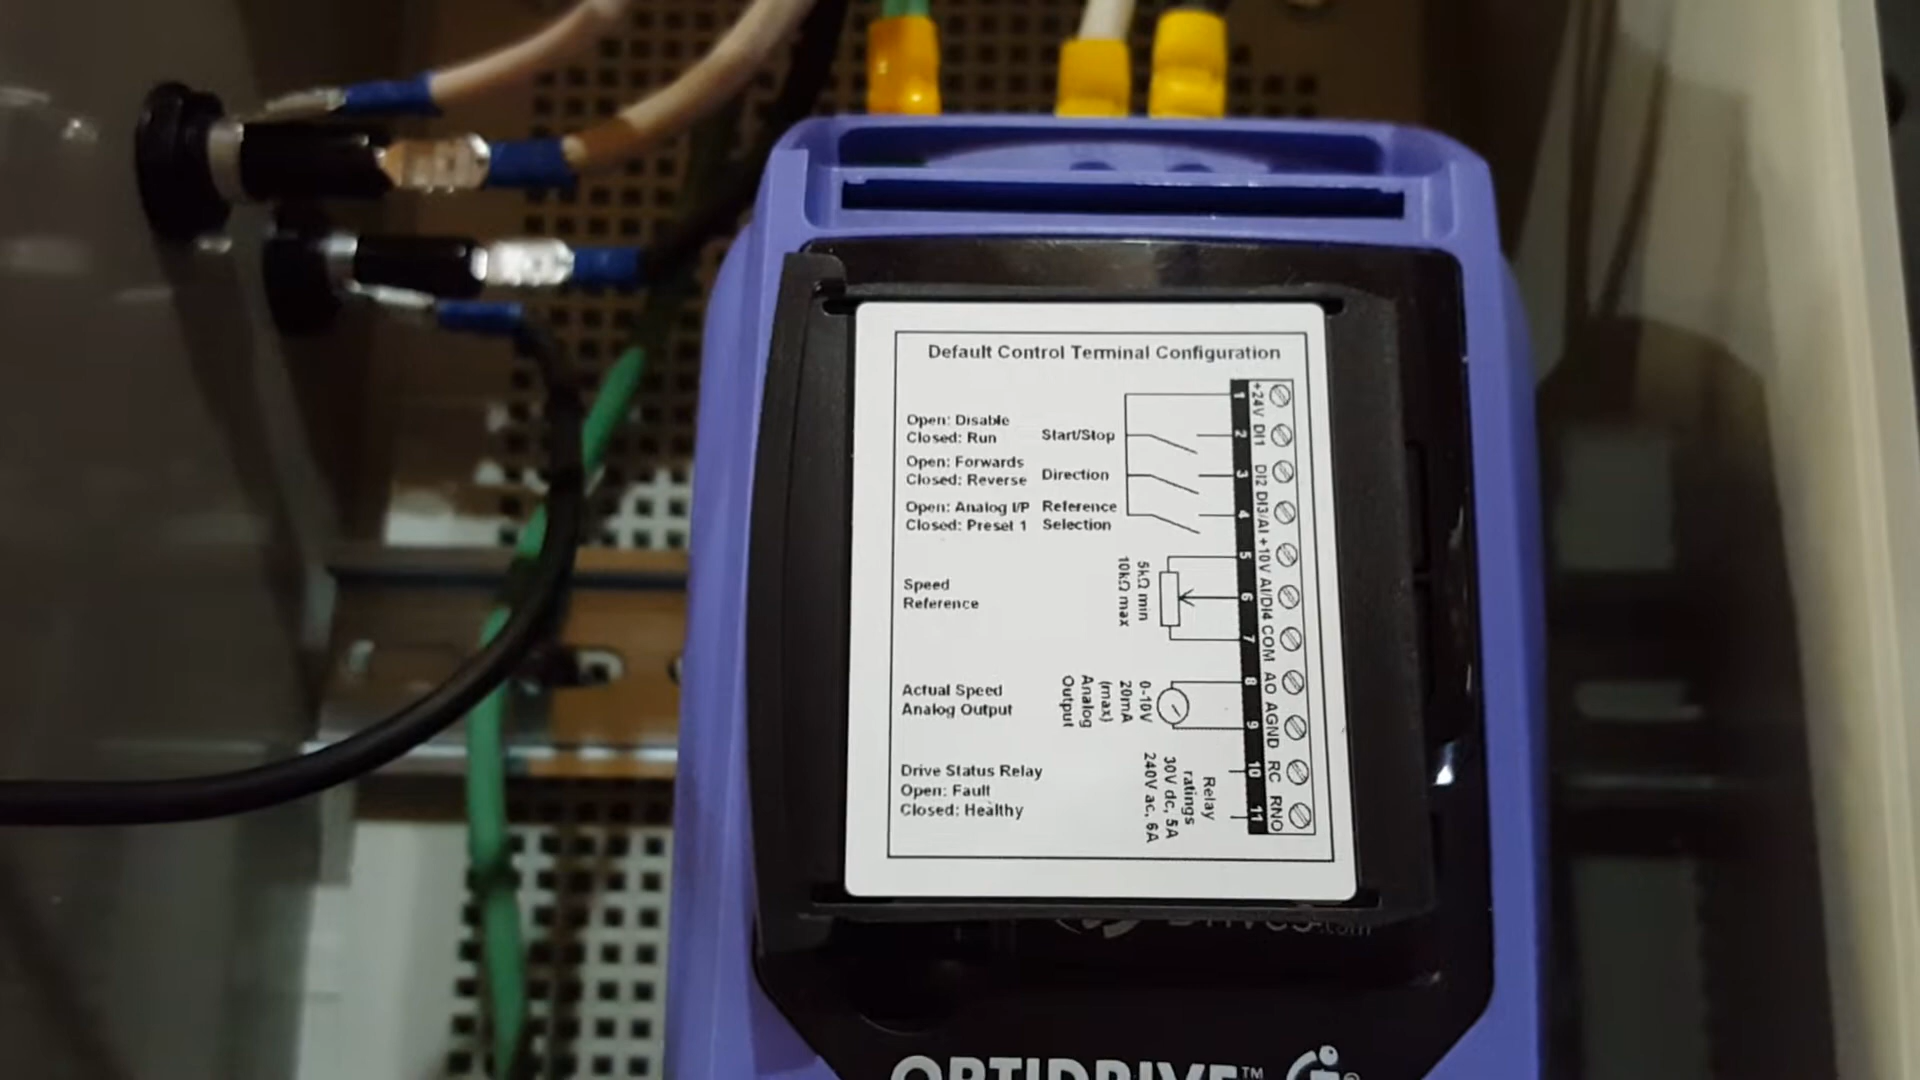 Default Control Terminal Configuration
Open: Disable
Closed: Run
Start/Stop
Open: Forwards
Closed: Reverse
Direction
Open: Analog I/P
Closed: Preset 1
Reference
Selection
Speed
Reference
5kΩ min
10kΩ max
Actual Speed
Analog Output
0-10V
20mA
(max)
Analog
Output
Drive Status Relay
Open: Fault
Closed: Healthy
Relay
ratings
30V dc, 5A
240V ac, 6A
1 +24V
2 DI1
3 DI2
4 DI3/AI
5 +10V
6 AI/DI4
7 COM
8 AO
9 AGND
10 RC
11 RNO
OPTIDRIVE™